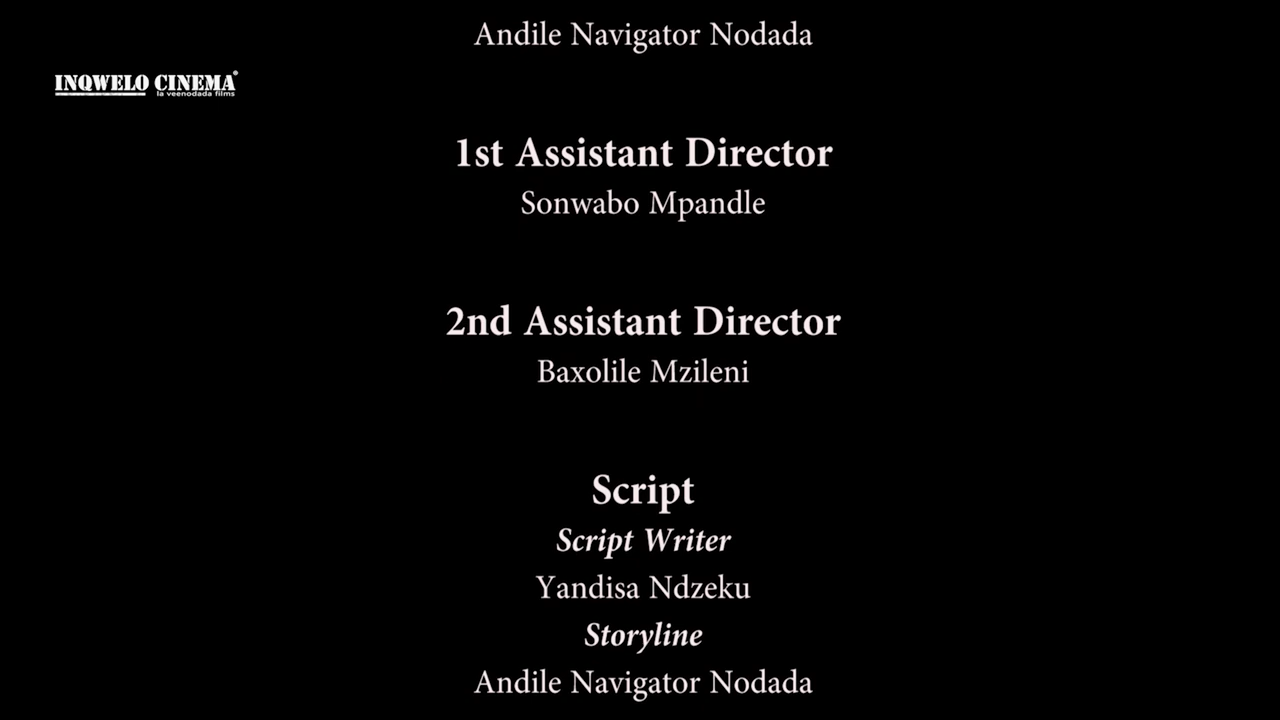 Andile Navigator Nodada
INQWELO CINEMA®
la veenodada films
1st Assistant Director
Sonwabo Mpandle
2nd Assistant Director
Baxolile Mzileni
Script
Script Writer
Yandisa Ndzeku
Storyline
Andile Navigator Nodada